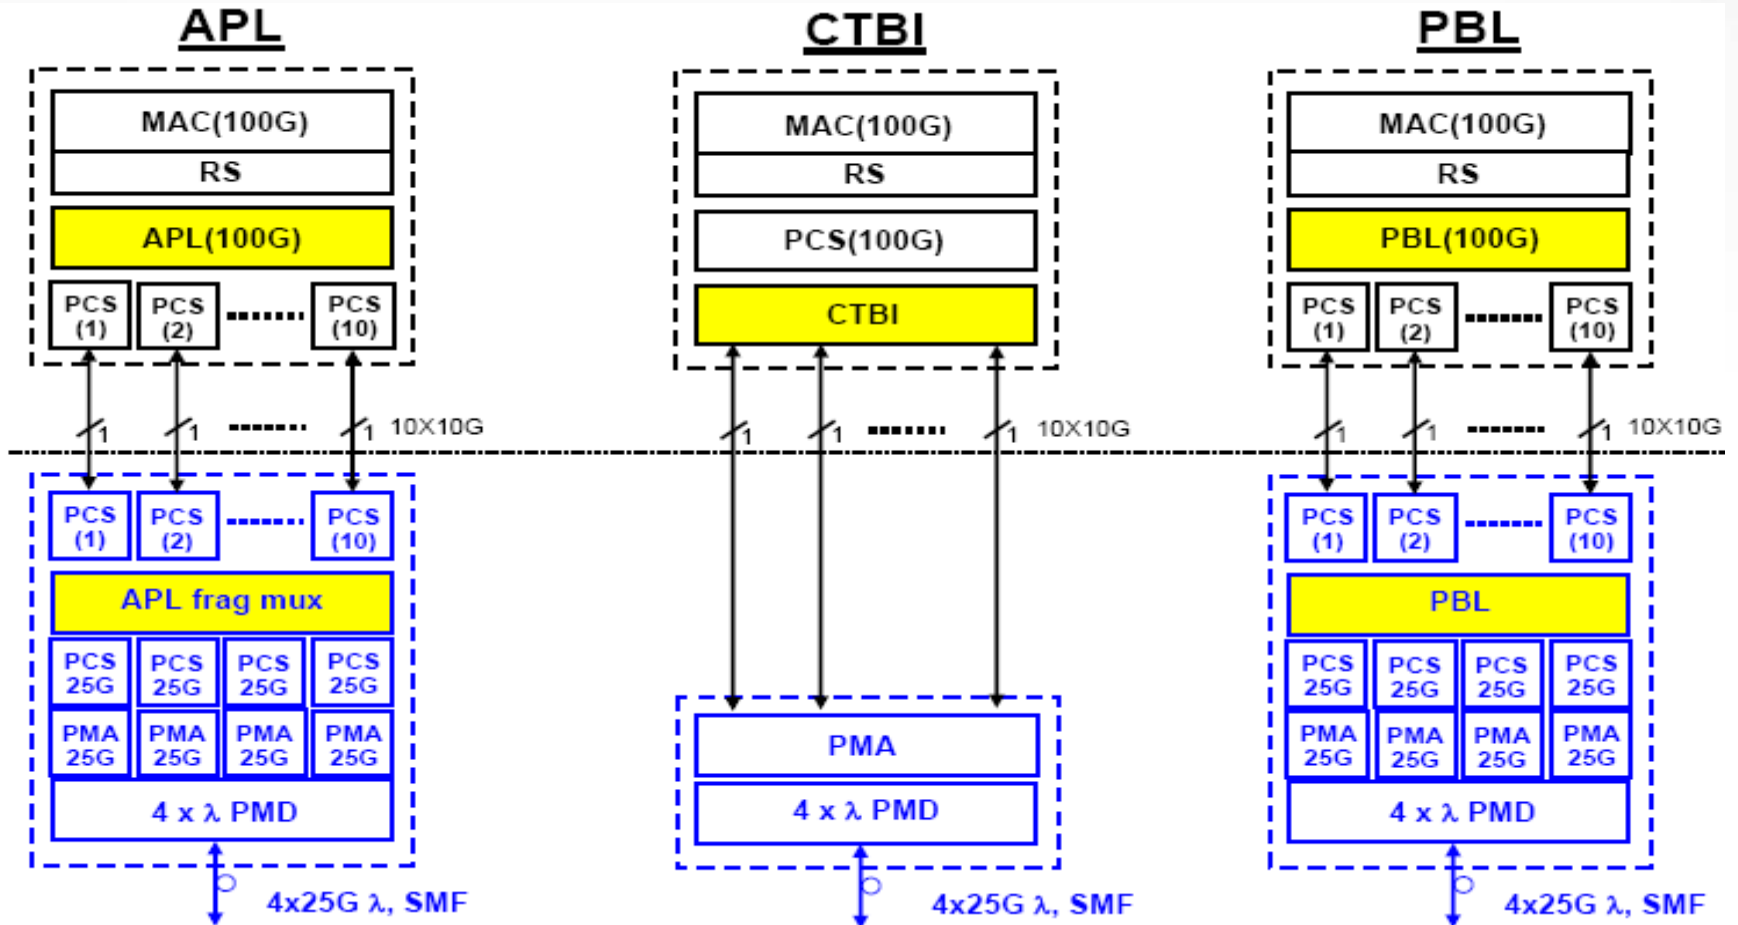 APL
MAC(100G)
RS
APL(100G)
PCS
(1)
PCS
(2)
PCS
(10)
1
1
1
10X10G
PCS
(1)
PCS
(2)
PCS
(10)
APL frag mux
PCS
25G
PCS
25G
PCS
25G
PCS
25G
PMA
25G
PMA
25G
PMA
25G
PMA
25G
4 x λ PMD
4x25G λ, SMF
CTBI
MAC(100G)
RS
PCS(100G)
CTBI
1
1
1
10X10G
PMA
4 x λ PMD
4x25G λ, SMF
PBL
MAC(100G)
RS
PBL(100G)
PCS
(1)
PCS
(2)
PCS
(10)
1
1
1
10X10G
PCS
(1)
PCS
(2)
PCS
(10)
PBL
PCS
25G
PCS
25G
PCS
25G
PCS
25G
PMA
25G
PMA
25G
PMA
25G
PMA
25G
4 x λ PMD
4x25G λ, SMF